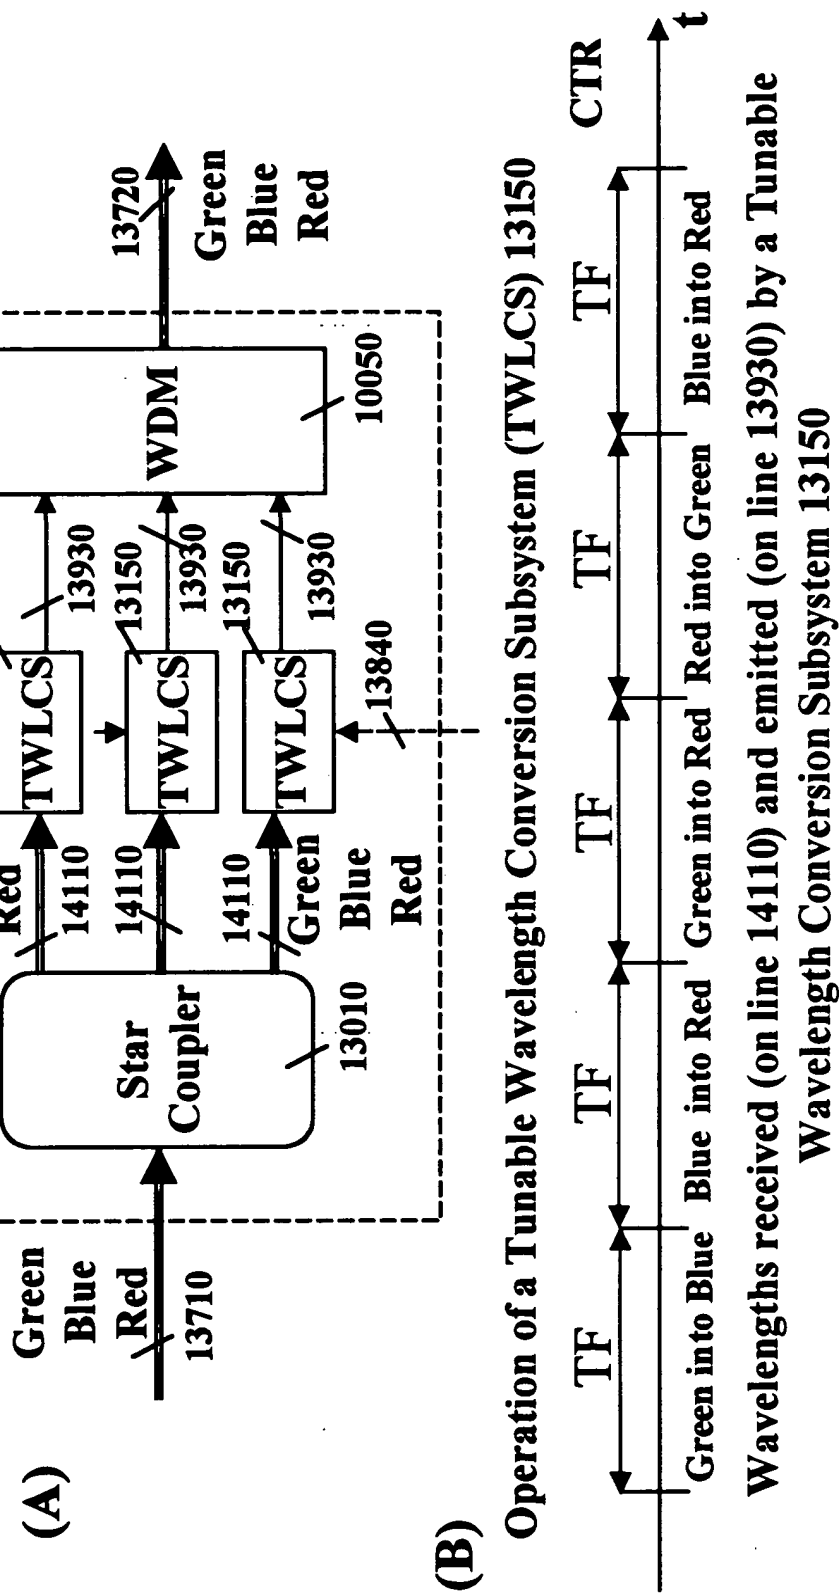 (A)
Green
Blue
Red
13710
Star
Coupler
13010
Red
14110
14110
14110
Green
Blue
Red
TWLCS
TWLCS
TWLCS
13840
13930
13150
13930
13150
13930
WDM
10050
13720
Green
Blue
Red
(B)
Operation of a Tunable Wavelength Conversion Subsystem (TWLCS) 13150
TF TF TF TF TF CTR
t
Green into Blue Blue into Red Green into Red Red into Green Blue into Red
Wavelengths received (on line 14110) and emitted (on line 13930) by a Tunable
Wavelength Conversion Subsystem 13150